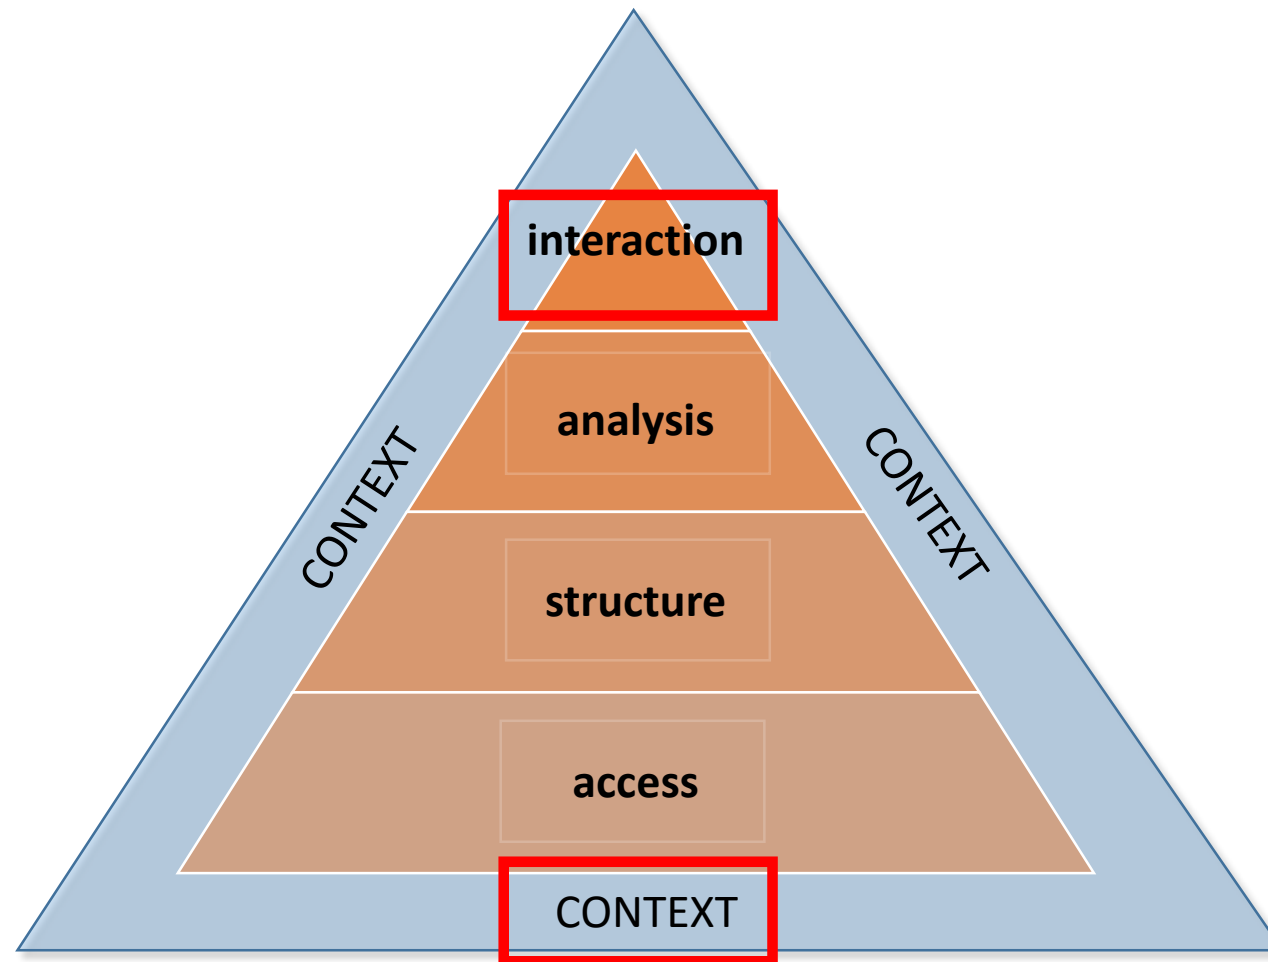 interaction
analysis
CONTEXT
CONTEXT
structure
access
CONTEXT